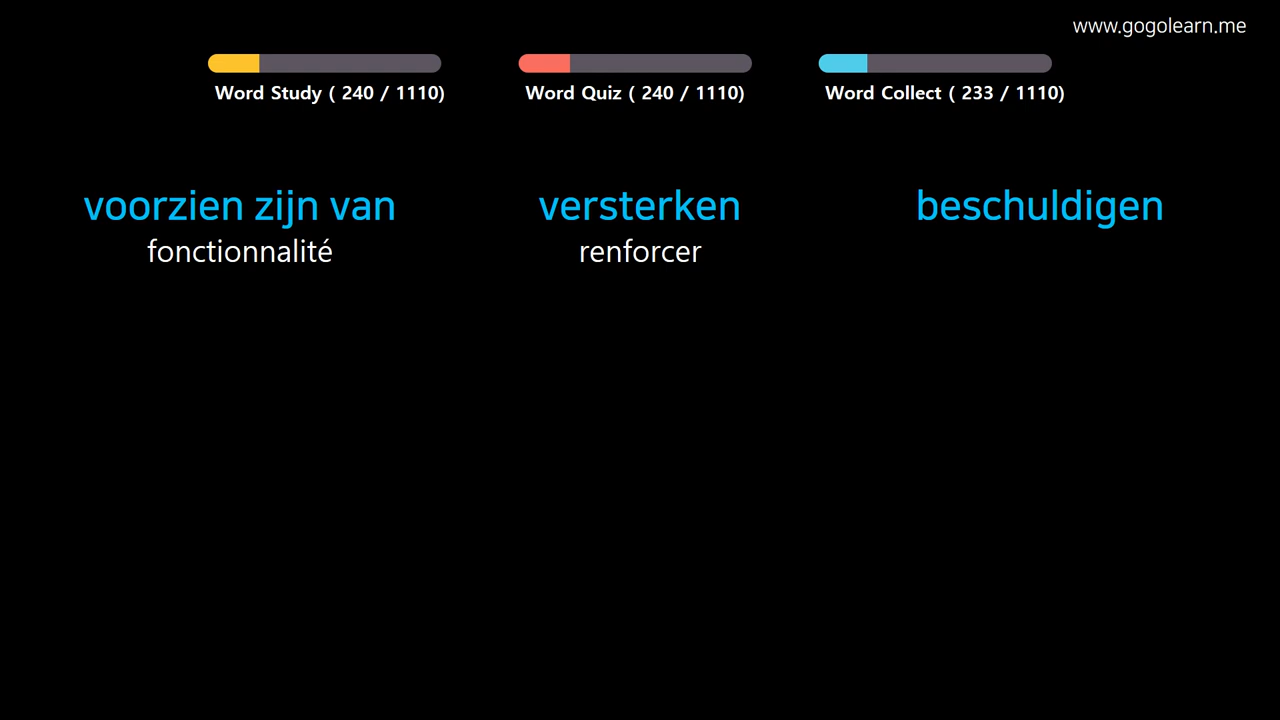 www.gogolearn.me
Word Study ( 240 / 1110)
Word Quiz ( 240 / 1110)
Word Collect ( 233 / 1110)
voorzien zijn van
fonctionnalité
versterken
renforcer
beschuldigen